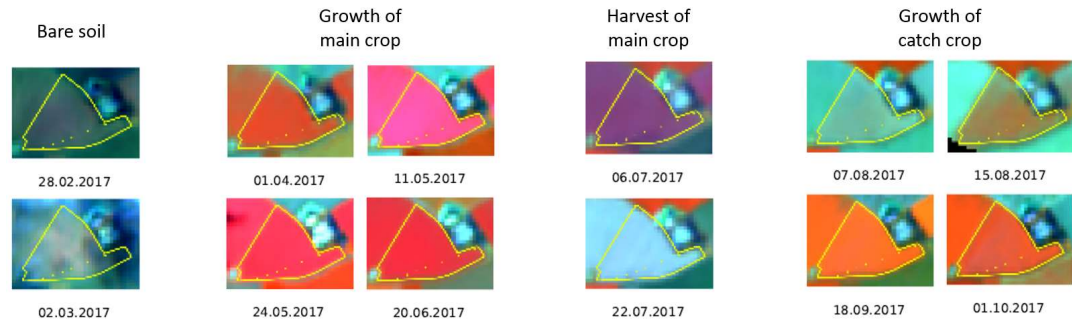 Bare soil
Growth of
main crop
Harvest of
main crop
Growth of
catch crop
28.02.2017
01.04.2017
11.05.2017
06.07.2017
07.08.2017
15.08.2017
02.03.2017
24.05.2017
20.06.2017
22.07.2017
18.09.2017
01.10.2017